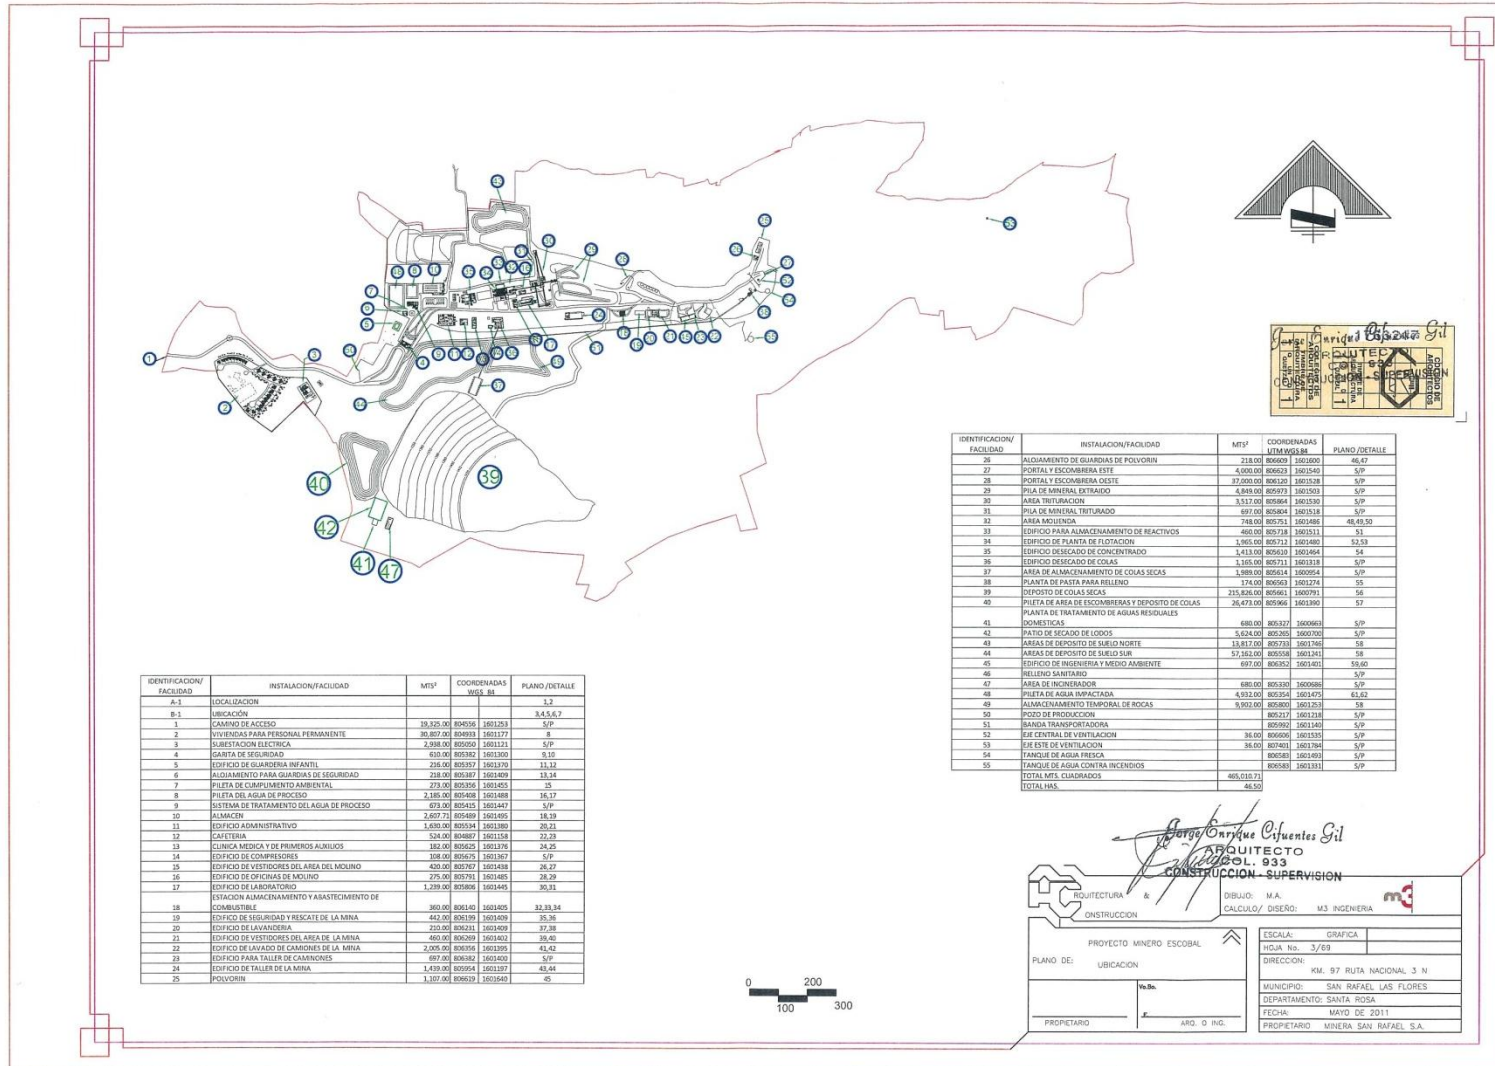 IDENTIFICACION/ FACILIDAD INSTALACION/FACILIDAD MTS² COORDENADAS WGS 84 PLANO /DETALLE
A-1 LOCALIZACION 1,2
B-1 UBICACIÓN 3,4,5,6,7
1 CAMINO DE ACCESO 19,325.00 804556 1601253 S/P
2 VIVIENDAS PARA PERSONAL PERMANENTE 30,807.00 804933 1601177 8
3 SUBESTACION ELECTRICA 2,938.00 805050 1601121 S/P
4 GARITA DE SEGURIDAD 610.00 805382 1601300 9,10
5 EDIFICIO DE GUARDERIA INFANTIL 216.00 805357 1601370 11,12
6 ALOJAMIENTO PARA GUARDIAS DE SEGURIDAD 218.00 805387 1601409 13,14
7 PILETA DE CUMPLIMIENTO AMBIENTAL 273.00 805356 1601455 15
8 PILETA DEL AGUA DE PROCESO 2,185.00 805408 1601488 16,17
9 SISTEMA DE TRATAMIENTO DEL AGUA DE PROCESO 673.00 805415 1601447 S/P
10 ALMACEN 2,607.71 805489 1601495 18,19
11 EDIFICIO ADMINISTRATIVO 1,630.00 805534 1601380 20,21
12 CAFETERIA 524.00 804887 1601158 22,23
13 CLINICA MEDICA Y DE PRIMEROS AUXILIOS 182.00 805625 1601376 24,25
14 EDIFICIO DE COMPRESORES 108.00 805675 1601367 S/P
15 EDIFICIO DE VESTIDORES DEL AREA DEL MOLINO 420.00 805767 1601438 26,27
16 EDIFICIO DE OFICINAS DE MOLINO 275.00 805791 1601485 28,29
17 EDIFICIO DE LABORATORIO 1,239.00 805806 1601445 30,31
18 ESTACION ALMACENAMIENTO Y ABASTECIMIENTO DE COMBUSTIBLE 360.00 806140 1601405 32,33,34
19 EDIFICO DE SEGURIDAD Y RESCATE DE LA MINA 442.00 806199 1601409 35,36
20 EDIFICIO DE LAVANDERIA 210.00 806231 1601409 37,38
21 EDIFICIO DE VESTIDORES DEL AREA DE LA MINA 460.00 806269 1601402 39,40
22 EDIFICO DE LAVADO DE CAMIONES DE LA MINA 2,005.00 806356 1601395 41,42
23 EDIFICIO PARA TALLER DE CAMINONES 697.00 806382 1601400 S/P
24 EDIFICIO DE TALLER DE LA MINA 1,439.00 805954 1601197 43,44
25 POLVORIN 1,107.00 806619 1601640 45
IDENTIFICACION/ FACILIDAD INSTALACION/FACILIDAD MTS² COORDENADAS UTM WGS 84 PLANO /DETALLE
26 ALOJAMIENTO DE GUARDIAS DE POLVORIN 218.00 806609 1601600 46,47
27 PORTAL Y ESCOMBRERA ESTE 4,000.00 806623 1601540 S/P
28 PORTAL Y ESCOMBRERA OESTE 37,000.00 806120 1601528 S/P
29 PILA DE MINERAL EXTRAIDO 4,849.00 805973 1601503 S/P
30 AREA TRITURACION 3,517.00 805864 1601530 S/P
31 PILA DE MINERAL TRITURADO 697.00 805804 1601518 S/P
32 AREA MOLIENDA 748.00 805751 1601486 48,49,50
33 EDIFICIO PARA ALMACENAMIENTO DE REACTIVOS 460.00 805718 1601511 51
34 EDIFICIO DE PLANTA DE FLOTACION 1,965.00 805712 1601480 52,53
35 EDIFICIO DESECADO DE CONCENTRADO 1,413.00 805610 1601464 54
36 EDIFICIO DESECADO DE COLAS 1,165.00 805711 1601318 S/P
37 AREA DE ALMACENAMIENTO DE COLAS SECAS 1,989.00 805614 1600954 S/P
38 PLANTA DE PASTA PARA RELLENO 174.00 806563 1601274 55
39 DEPOSTO DE COLAS SECAS 215,826.00 805661 1600791 56
40 PILETA DE AREA DE ESCOMBRERAS Y DEPOSITO DE COLAS 26,473.00 805966 1601390 57
41 PLANTA DE TRATAMIENTO DE AGUAS RESIDUALES DOMESTICAS 680.00 805327 1600663 S/P
42 PATIO DE SECADO DE LODOS 5,624.00 805265 1600700 S/P
43 AREAS DE DEPOSITO DE SUELO NORTE 13,817.00 805733 1601746 58
44 AREAS DE DEPOSITO DE SUELO SUR 57,162.00 805558 1601241 58
45 EDIFICIO DE INGENIERIA Y MEDIO AMBIENTE 697.00 806352 1601401 59,60
46 RELLENO SANITARIO S/P
47 AREA DE INCINERADOR 680.00 805330 1600686 S/P
48 PILETA DE AGUA IMPACTADA 4,932.00 805354 1601475 61,62
49 ALMACENAMIENTO TEMPORAL DE ROCAS 9,902.00 805800 1601253 58
50 POZO DE PRODUCCION 805217 1601218 S/P
51 BANDA TRANSPORTADORA 805992 1601140 S/P
52 EJE CENTRAL DE VENTILACION 36.00 806606 1601535 S/P
53 EJE ESTE DE VENTILACION 36.00 807401 1601784 S/P
54 TANQUE DE AGUA FRESCA 806583 1601493 S/P
55 TANQUE DE AGUA CONTRA INCENDIOS 806583 1601331 S/P
TOTAL MTS. CUADRADOS 465,010.71
TOTAL HAS. 46.50
Jorge Enrique Cifuentes Gil
ARQUITECTO
COL. 933
CONSTRUCCION - SUPERVISION
RQUITECTURA &
ONSTRUCCION
DIBUJO: M.A.
CALCULO/ DISEÑO: M3 INGENIERIA
m3
PROYECTO MINERO ESCOBAL
PLANO DE: UBICACION
PROPIETARIO
Vo.Bo.
F.
ARQ. O ING.
ESCALA: GRAFICA
HOJA No. 3/69
DIRECCION:
KM. 97 RUTA NACIONAL 3 N
MUNICIPIO: SAN RAFAEL LAS FLORES
DEPARTAMENTO: SANTA ROSA
FECHA: MAYO DE 2011
PROPIETARIO MINERA SAN RAFAEL S.A.
0 200
100 300
39
40
42
41
47
COLEGIO DE ARQUITECTOS